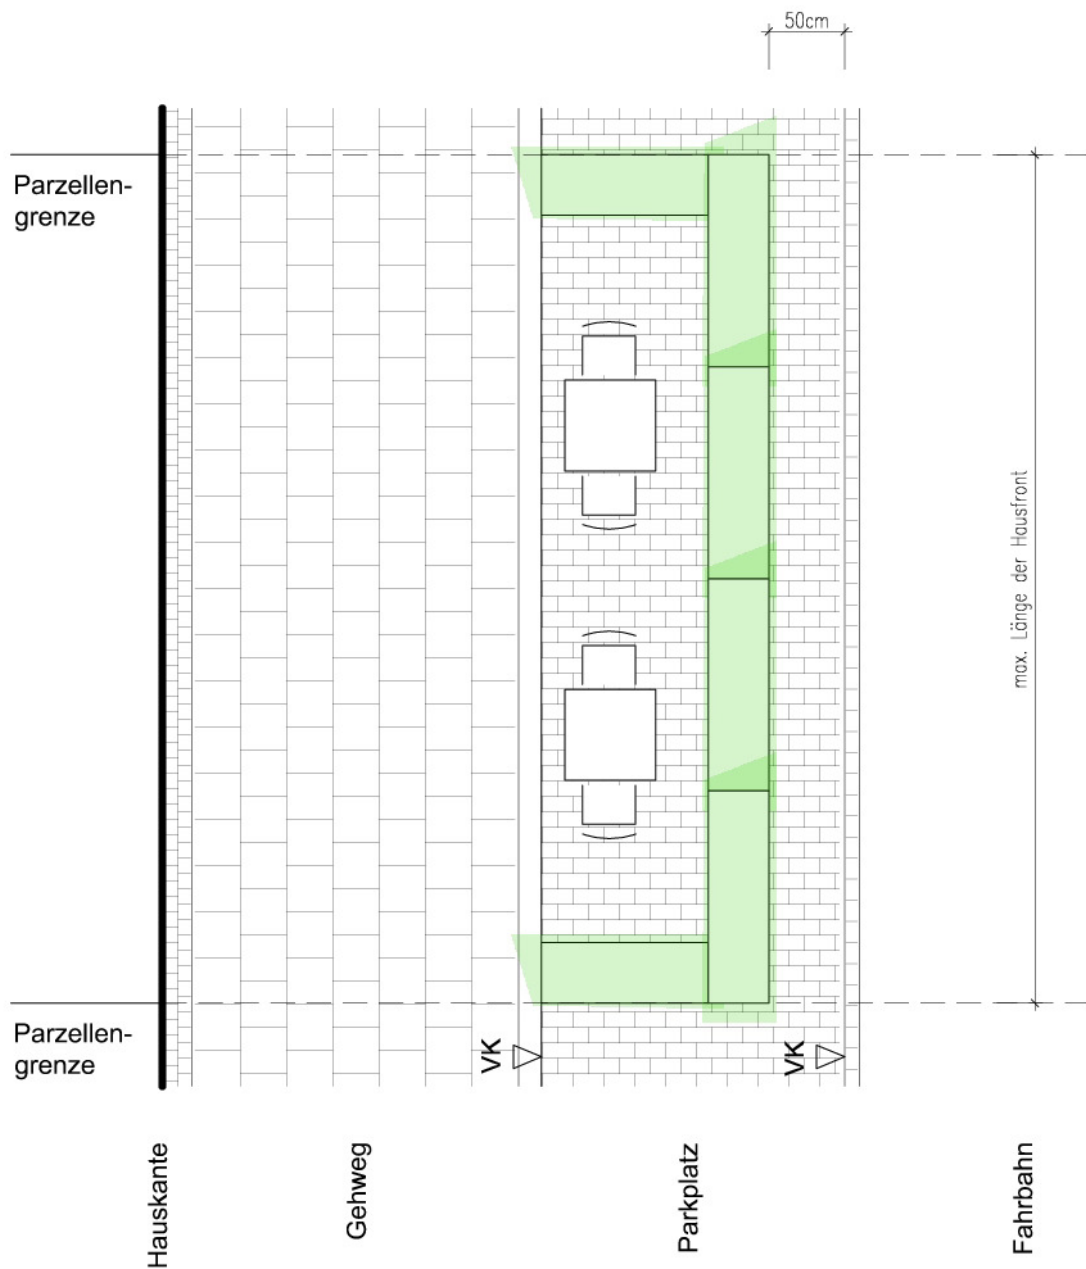 50cm
Parzellen-
grenze
max. Länge der Hausfront
Parzellen-
grenze
VK
VK
Hauskante
Gehweg
Parkplatz
Fahrbahn